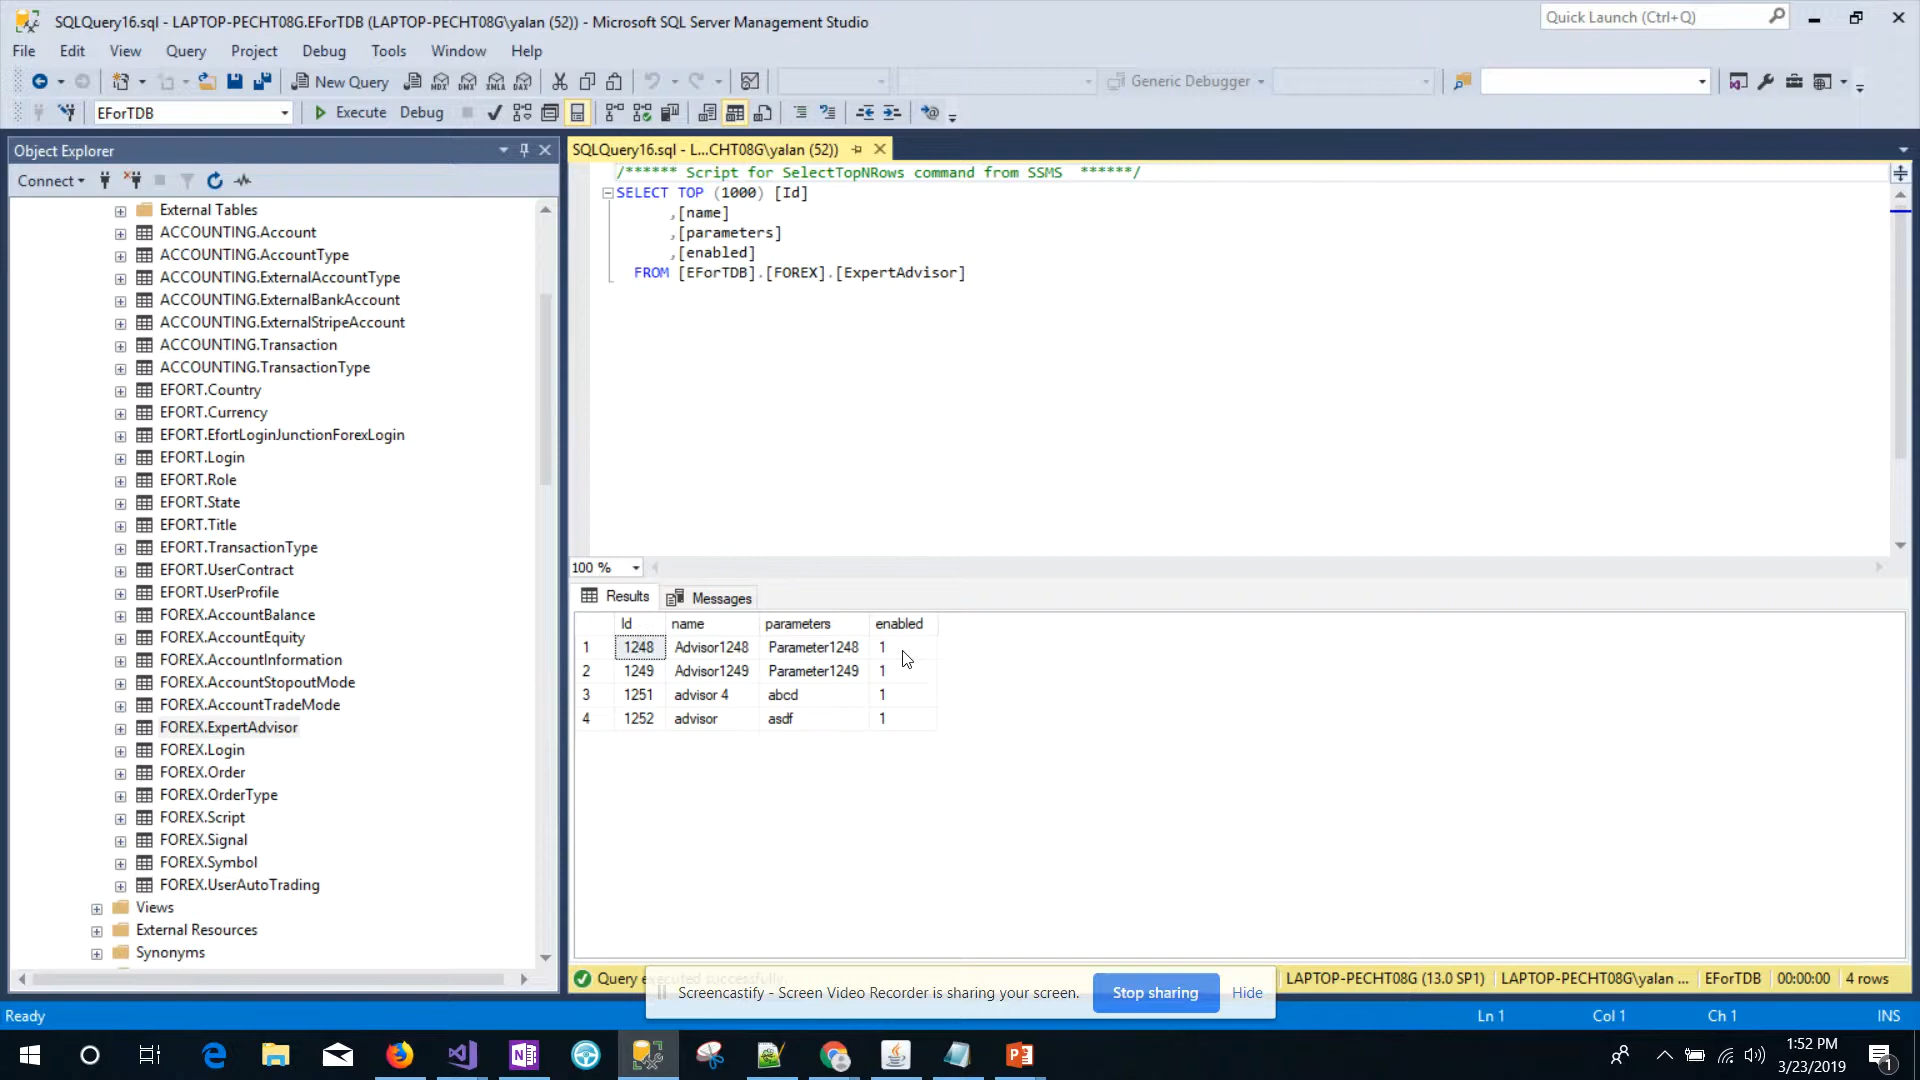 SQLQuery16.sql - LAPTOP-PECHT08G.EForTDB (LAPTOP-PECHT08G\yalan (52)) - Microsoft SQL Server Management Studio
Quick Launch (Ctrl+Q)
File Edit View Query Project Debug Tools Window Help
New Query MDX DMX XMLA DAX Generic Debugger
EForTDB Execute Debug
Object Explorer
Connect
External Tables
ACCOUNTING.Account
ACCOUNTING.AccountType
ACCOUNTING.ExternalAccountType
ACCOUNTING.ExternalBankAccount
ACCOUNTING.ExternalStripeAccount
ACCOUNTING.Transaction
ACCOUNTING.TransactionType
EFORT.Country
EFORT.Currency
EFORT.EfortLoginJunctionForexLogin
EFORT.Login
EFORT.Role
EFORT.State
EFORT.Title
EFORT.TransactionType
EFORT.UserContract
EFORT.UserProfile
FOREX.AccountBalance
FOREX.AccountEquity
FOREX.AccountInformation
FOREX.AccountStopoutMode
FOREX.AccountTradeMode
FOREX.ExpertAdvisor
FOREX.Login
FOREX.Order
FOREX.OrderType
FOREX.Script
FOREX.Signal
FOREX.Symbol
FOREX.UserAutoTrading
Views
External Resources
Synonyms
SQLQuery16.sql - L...CHT08G\yalan (52))
/****** Script for SelectTopNRows command from SSMS  ******/
SELECT TOP (1000) [Id]
,[name]
,[parameters]
,[enabled]
FROM [EForTDB].[FOREX].[ExpertAdvisor]
100 %
Results Messages
Id name parameters enabled
1 1248 Advisor1248 Parameter1248 1
2 1249 Advisor1249 Parameter1249 1
3 1251 advisor 4 abcd 1
4 1252 advisor asdf 1
Query executed successfully
LAPTOP-PECHT08G (13.0 SP1) LAPTOP-PECHT08G\yalan ... EForTDB 00:00:00 4 rows
Screencastify - Screen Video Recorder is sharing your screen. Stop sharing Hide
Ready Ln 1 Col 1 Ch 1 INS
1:52 PM
3/23/2019
1